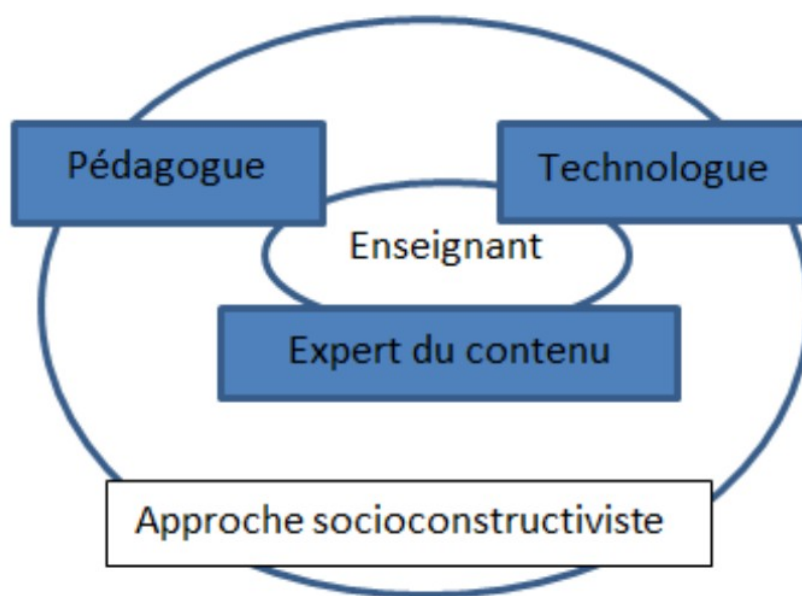 Pédagogue
Technologue
Enseignant
Expert du contenu
Approche socioconstructiviste